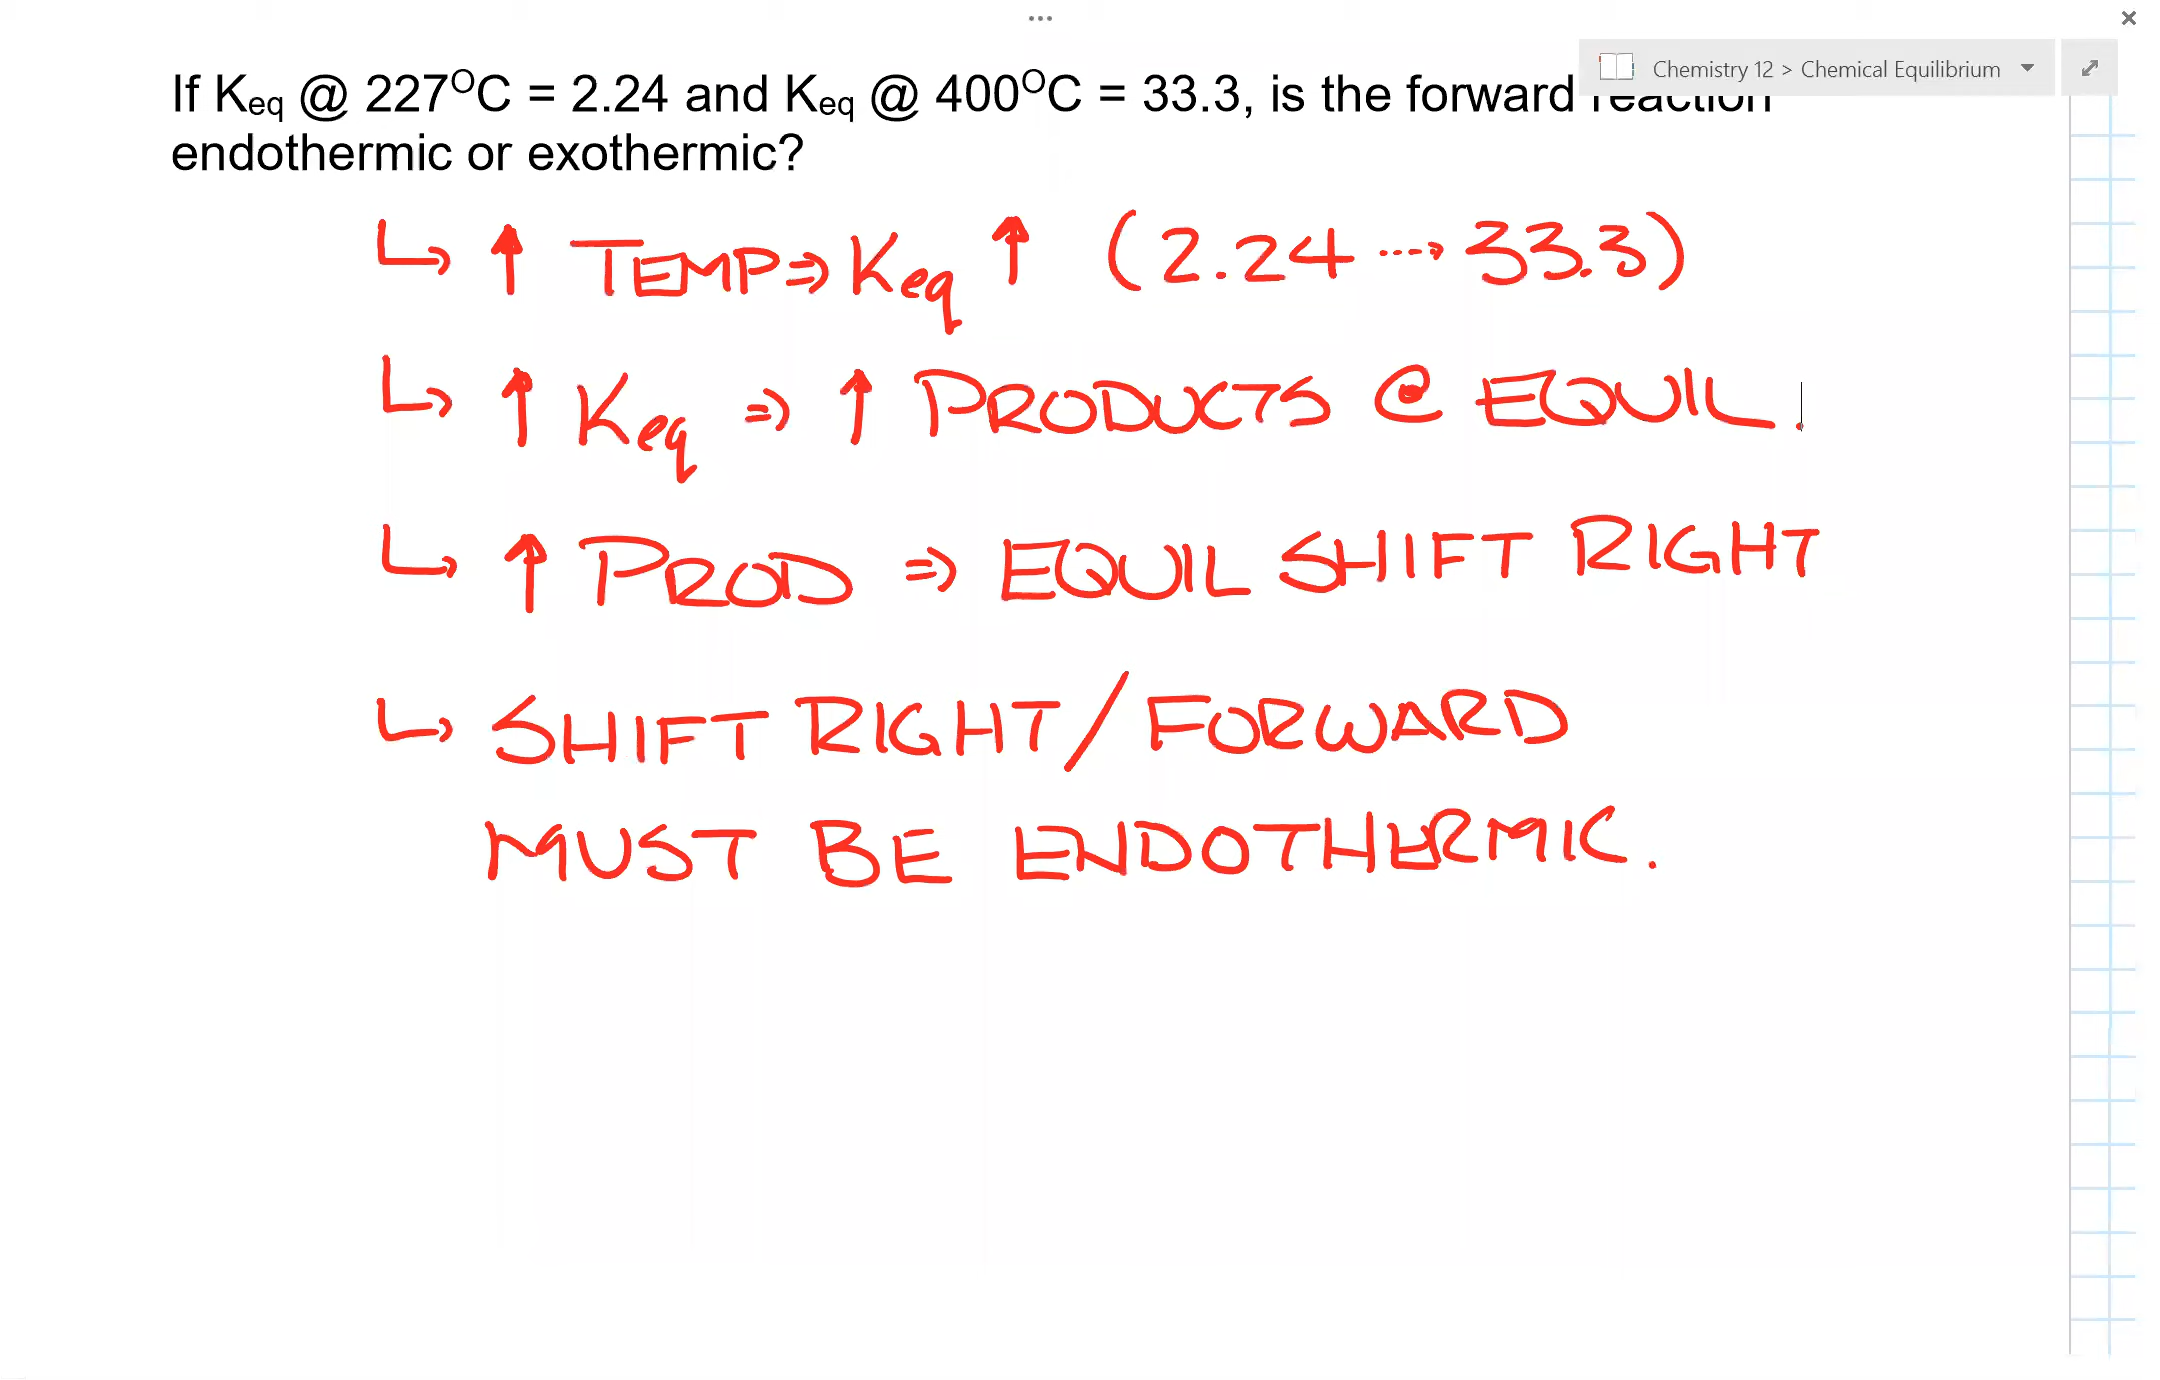 ...
Chemistry 12 > Chemical Equilibrium
If Keq @ 227°C = 2.24 and Keq @ 400°C = 33.3, is the forward reaction
endothermic or exothermic?
↳ ↑ TEMP ⇒ Keq ↑ (2.24 ---→ 33.3)
↳ ↑ Keq ⇒ ↑ PRODUCTS @ EQUIL.
↳ ↑ PROD ⇒ EQUIL SHIFT RIGHT
↳ SHIFT RIGHT/FORWARD
MUST BE ENDOTHERMIC.